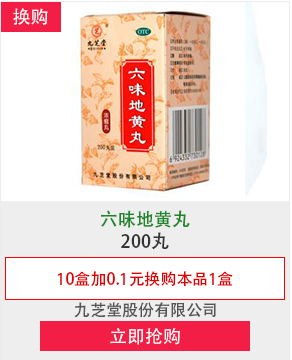 换购
九芝堂
OTC
六味地黄丸
浓缩丸
200丸装
九芝堂股份有限公司
六味地黄丸
200丸
10盒加0.1元换购本品1盒
九芝堂股份有限公司
立即抢购